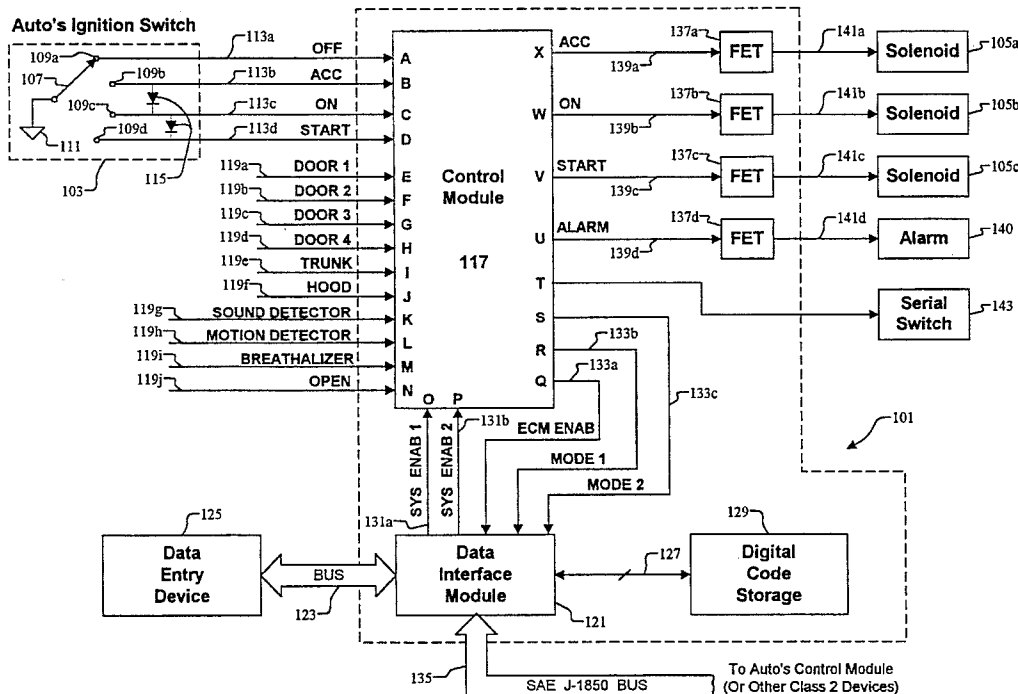 Auto's Ignition Switch
109a
107
109b
109c
109d
111
103
115
113a
OFF
113b
ACC
113c
ON
113d
START
119a
DOOR 1
119b
DOOR 2
119c
DOOR 3
119d
DOOR 4
119e
TRUNK
119f
HOOD
119g
SOUND DETECTOR
119h
MOTION DETECTOR
119i
BREATHALIZER
119j
OPEN
A
B
C
D
E
F
G
H
I
J
K
L
M
N
O P
Control
Module
117
X
W
V
U
T
S
R
Q
ACC
139a
ON
139b
START
139c
ALARM
139d
137a
FET
137b
FET
137c
FET
137d
FET
141a
141b
141c
141d
Solenoid
105a
Solenoid
105b
Solenoid
105c
Alarm
140
Serial
Switch
143
133b
133a
133c
131b
131a
SYS ENAB 1
SYS ENAB 2
ECM ENAB
MODE 1
MODE 2
101
125
Data
Entry
Device
BUS
123
Data
Interface
Module
121
127
129
Digital
Code
Storage
135
SAE J-1850 BUS
To Auto's Control Module
(Or Other Class 2 Devices)